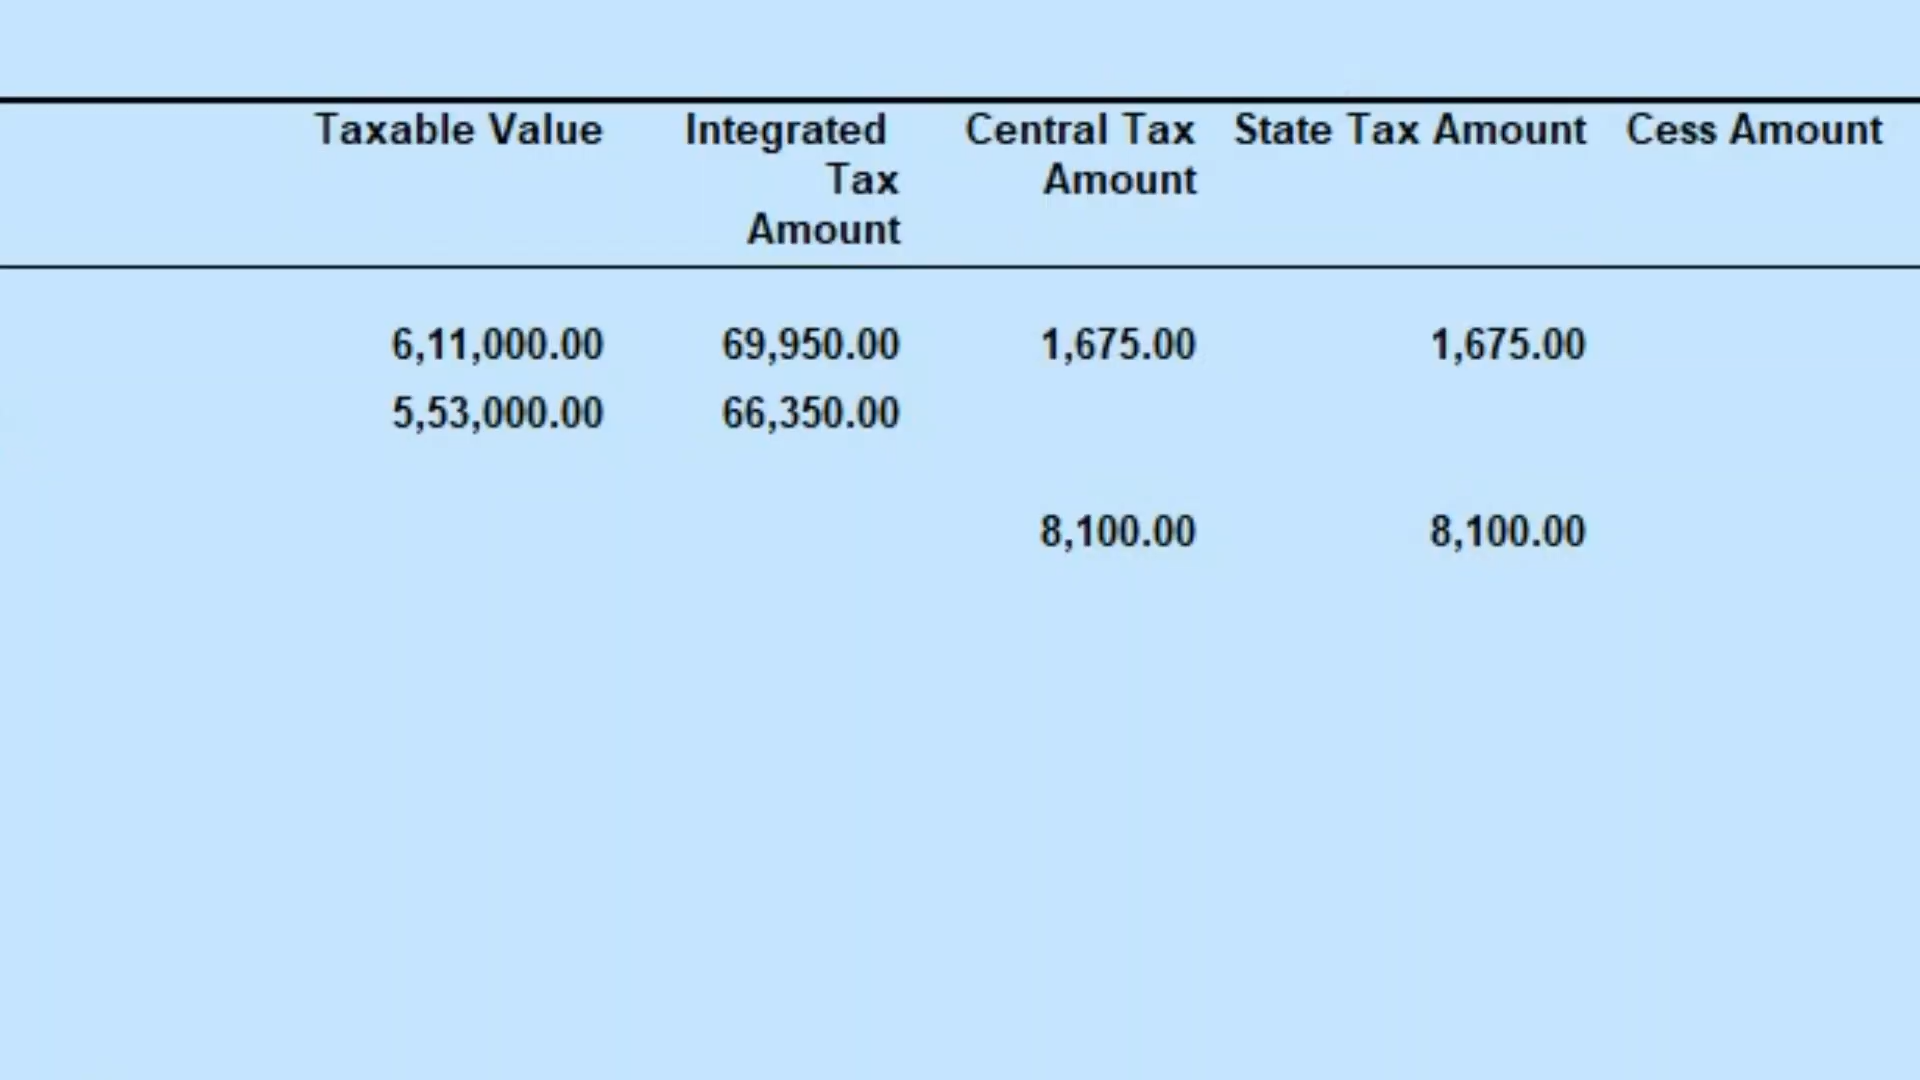 Taxable Value Integrated Tax Amount Central Tax Amount State Tax Amount Cess Amount
6,11,000.00 69,950.00 1,675.00 1,675.00
5,53,000.00 66,350.00
8,100.00 8,100.00